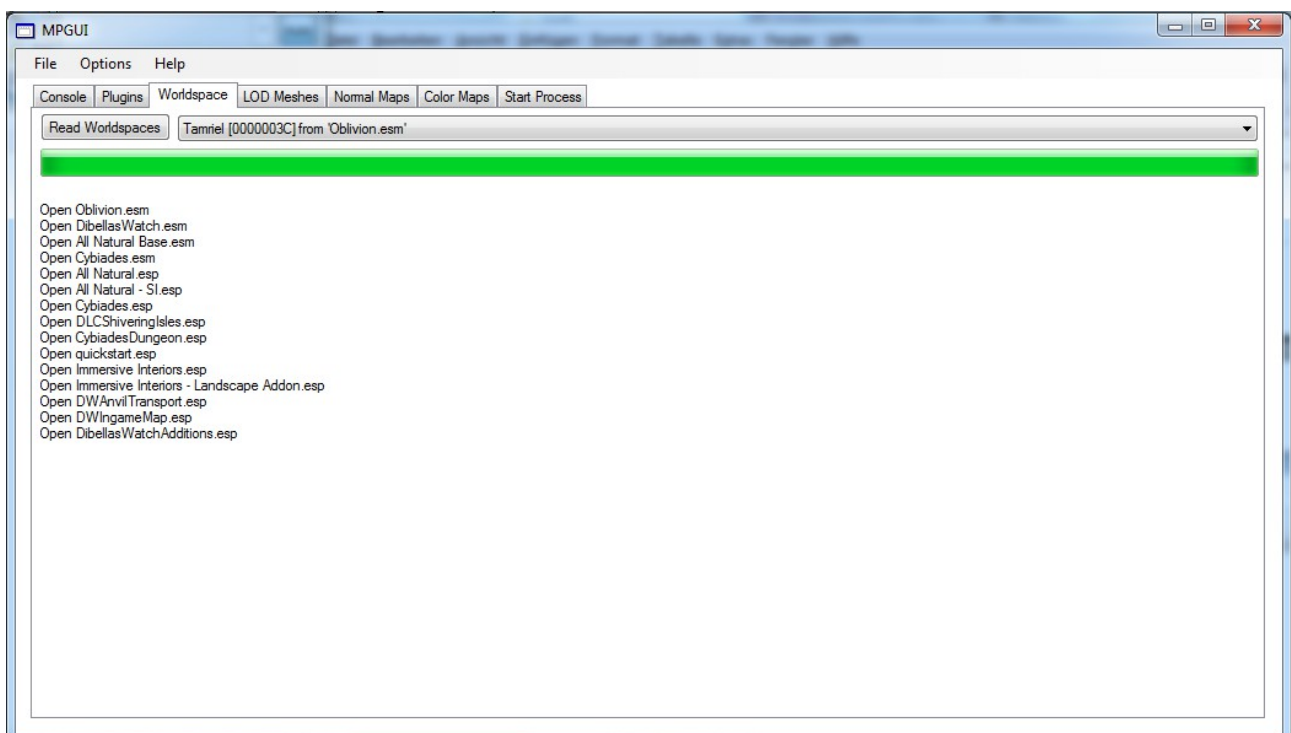 MPGUI
File Options Help
Console Plugins Worldspace LOD Meshes Normal Maps Color Maps Start Process
Read Worldspaces Tamriel [0000003C] from 'Oblivion.esm'
Open Oblivion.esm
Open DibellasWatch.esm
Open All Natural Base.esm
Open Cybiades.esm
Open All Natural.esp
Open All Natural - SI.esp
Open Cybiades.esp
Open DLCShiveringIsles.esp
Open CybiadesDungeon.esp
Open quickstart.esp
Open Immersive Interiors.esp
Open Immersive Interiors - Landscape Addon.esp
Open DWAnvilTransport.esp
Open DWIngameMap.esp
Open DibellasWatchAdditions.esp